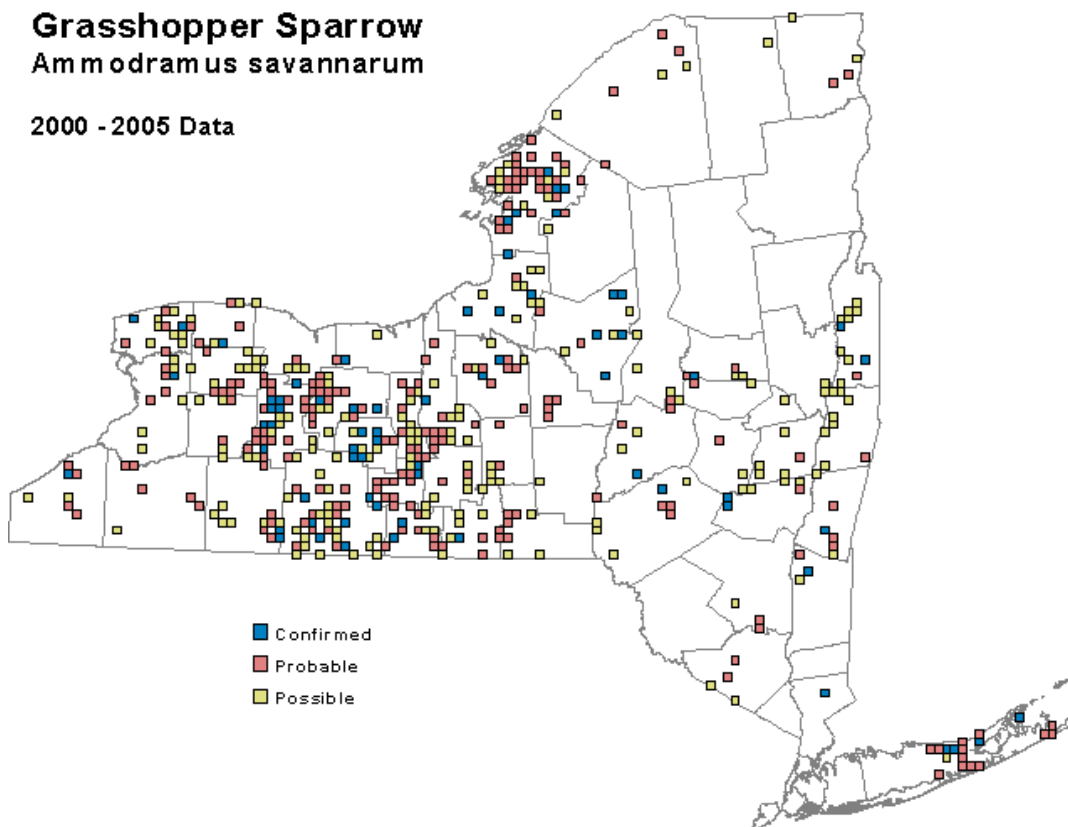 Grasshopper Sparrow
Ammodramus savannarum
2000 - 2005 Data
Confirmed
Probable
Possible